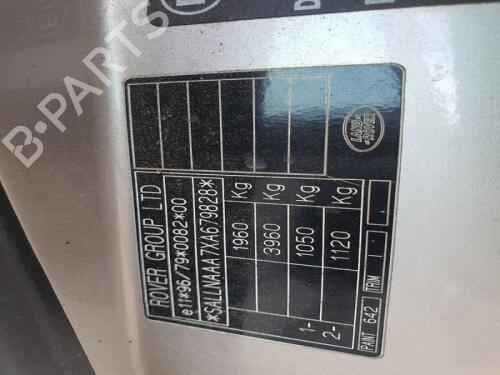 ROVER GROUP LTD
e11*96/79*0082*00
*SALLNAAA7XA679828*
1960 Kg
3960 Kg
1- 1050 Kg
2- 1120 Kg
PAINT 642 TRIM
LAND-
ROVER
B-PARTS